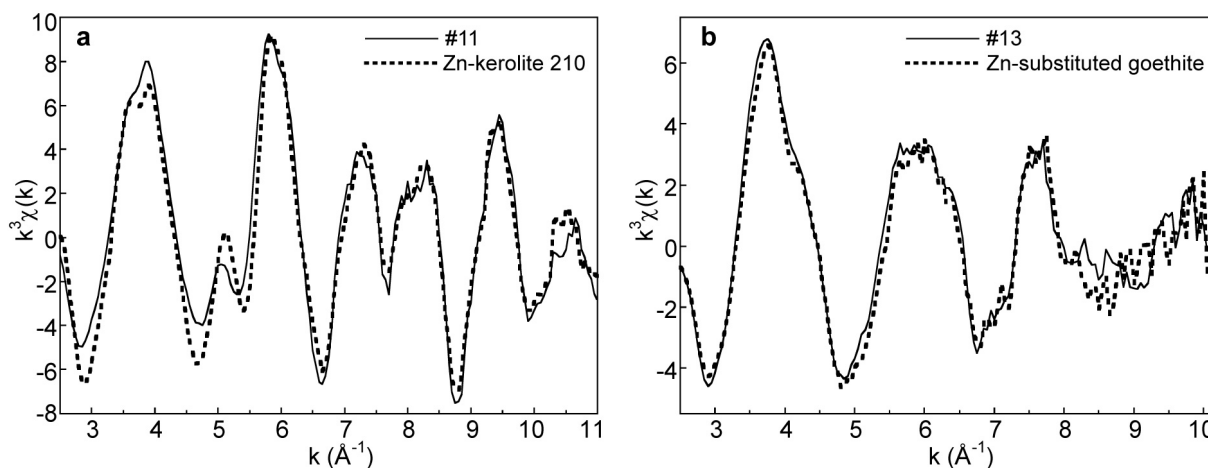 a
#11
Zn-kerolite 210
10
8
6
4
2
0
-2
-4
-6
-8
k³χ(k)
3 4 5 6 7 8 9 10 11
k (Å⁻¹)
b
#13
Zn-substituted goethite
6
4
2
0
-2
-4
k³χ(k)
3 4 5 6 7 8 9 10
k (Å⁻¹)